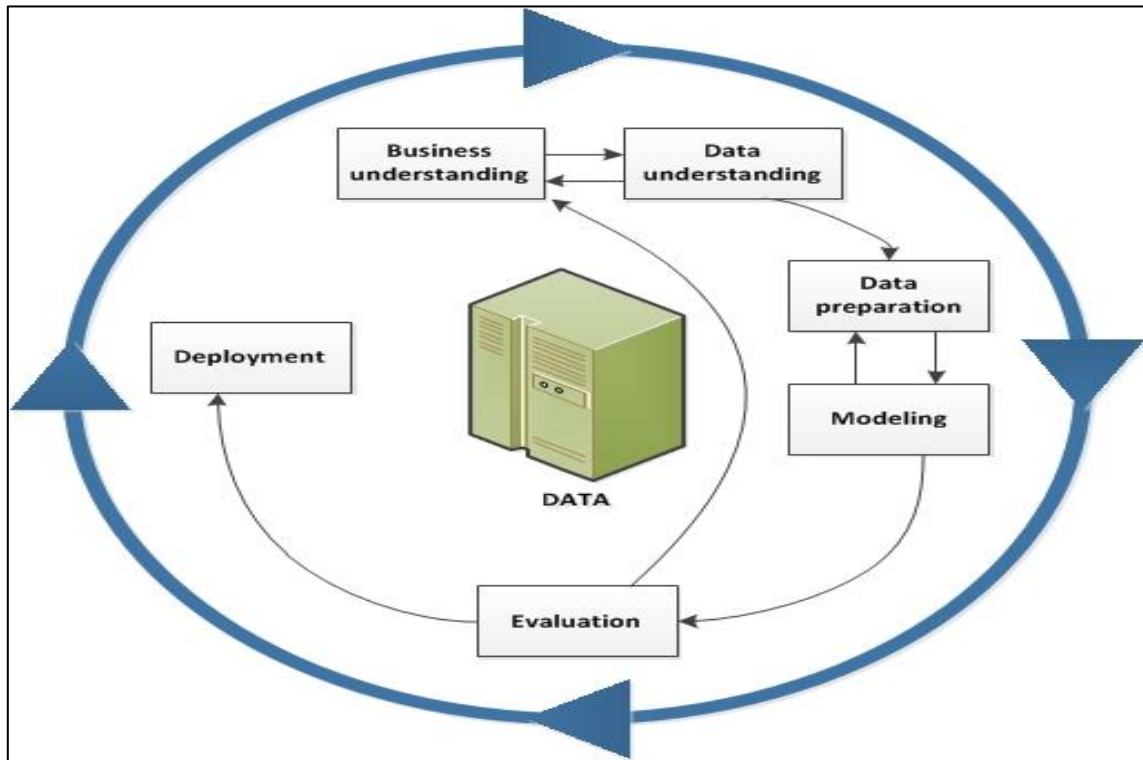 Business
understanding
Data
understanding
Data
preparation
Deployment
Modeling
DATA
Evaluation